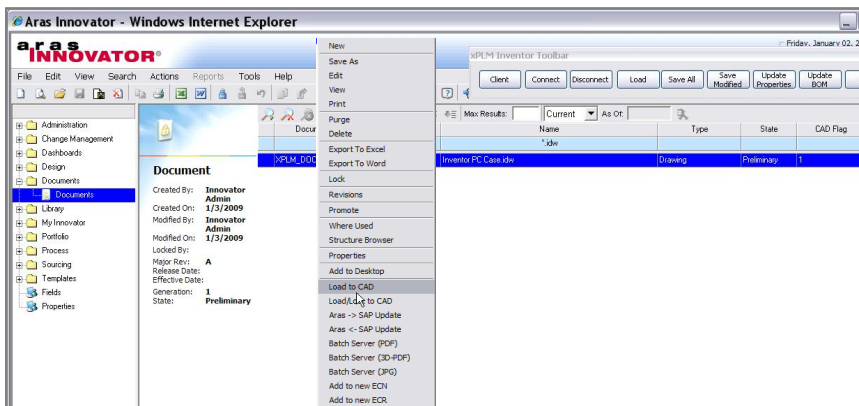 Aras Innovator - Windows Internet Explorer
aras
INNOVATOR®
Friday, January 02, 2
xPLM Inventor Toolbar
File Edit View Search Actions Reports Tools Help
Client Connect Disconnect Load Save All Save Modified Update Properties Update BOM
Max Results: Current As Of:
Docum Name Type State CAD Flag
*.idw
XPLM_DOC Inventor PC Case.idw Drawing Preliminary 1
Administration
Change Management
Dashboards
Design
Documents
Documents
Library
My Innovator
Portfolio
Process
Sourcing
Templates
Fields
Properties
Document
Created By: Innovator Admin
Created On: 1/3/2009
Modified By: Innovator Admin
Modified On: 1/3/2009
Locked By:
Major Rev: A
Release Date:
Effective Date:
Generation: 1
State: Preliminary
New
Save As
Edit
View
Print
Purge
Delete
Export To Excel
Export To Word
Lock
Revisions
Promote
Where Used
Structure Browser
Properties
Add to Desktop
Load to CAD
Load/Lock to CAD
Aras -> SAP Update
Aras <- SAP Update
Batch Server (PDF)
Batch Server (3D-PDF)
Batch Server (JPG)
Add to new ECN
Add to new ECR